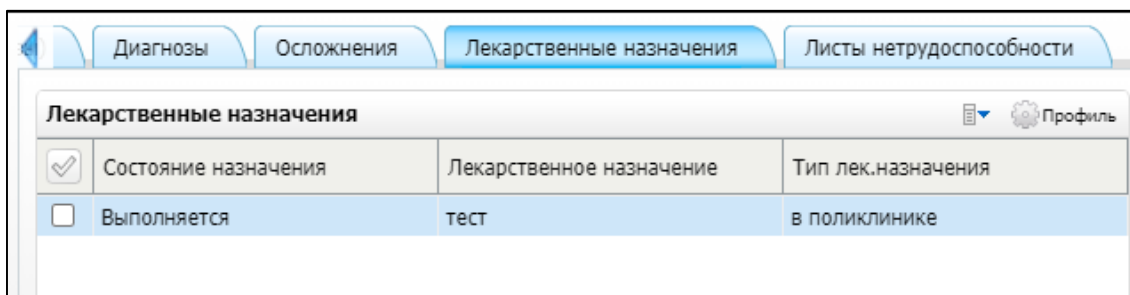 Диагнозы Осложнения Лекарственные назначения Листы нетрудоспособности
Лекарственные назначения Профиль
Состояние назначения Лекарственное назначение Тип лек.назначения
Выполняется тест в поликлинике